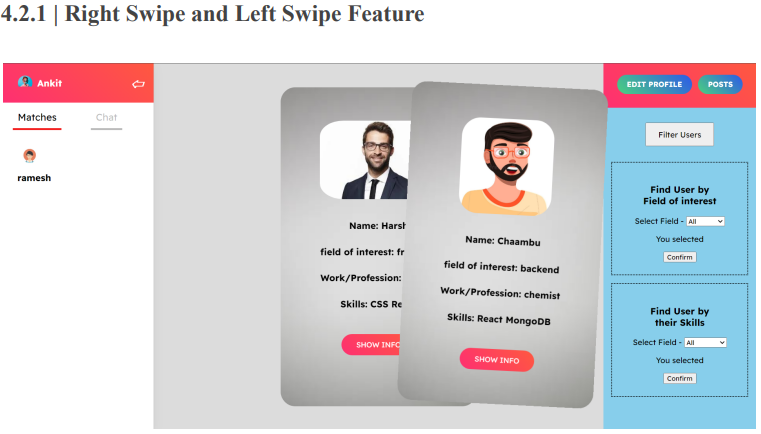 4.2.1 | Right Swipe and Left Swipe Feature
Ankit
Matches
Chat
ramesh
Name: Harsh
field of interest: fr
Work/Profession:
Skills: CSS Re
SHOW INFO
Name: Chaambu
field of interest: backend
Work/Profession: chemist
Skills: React MongoDB
SHOW INFO
EDIT PROFILE
POSTS
Filter Users
Find User by
Field of interest
Select Field - All
You selected
Confirm
Find User by
their Skills
Select Field - All
You selected
Confirm